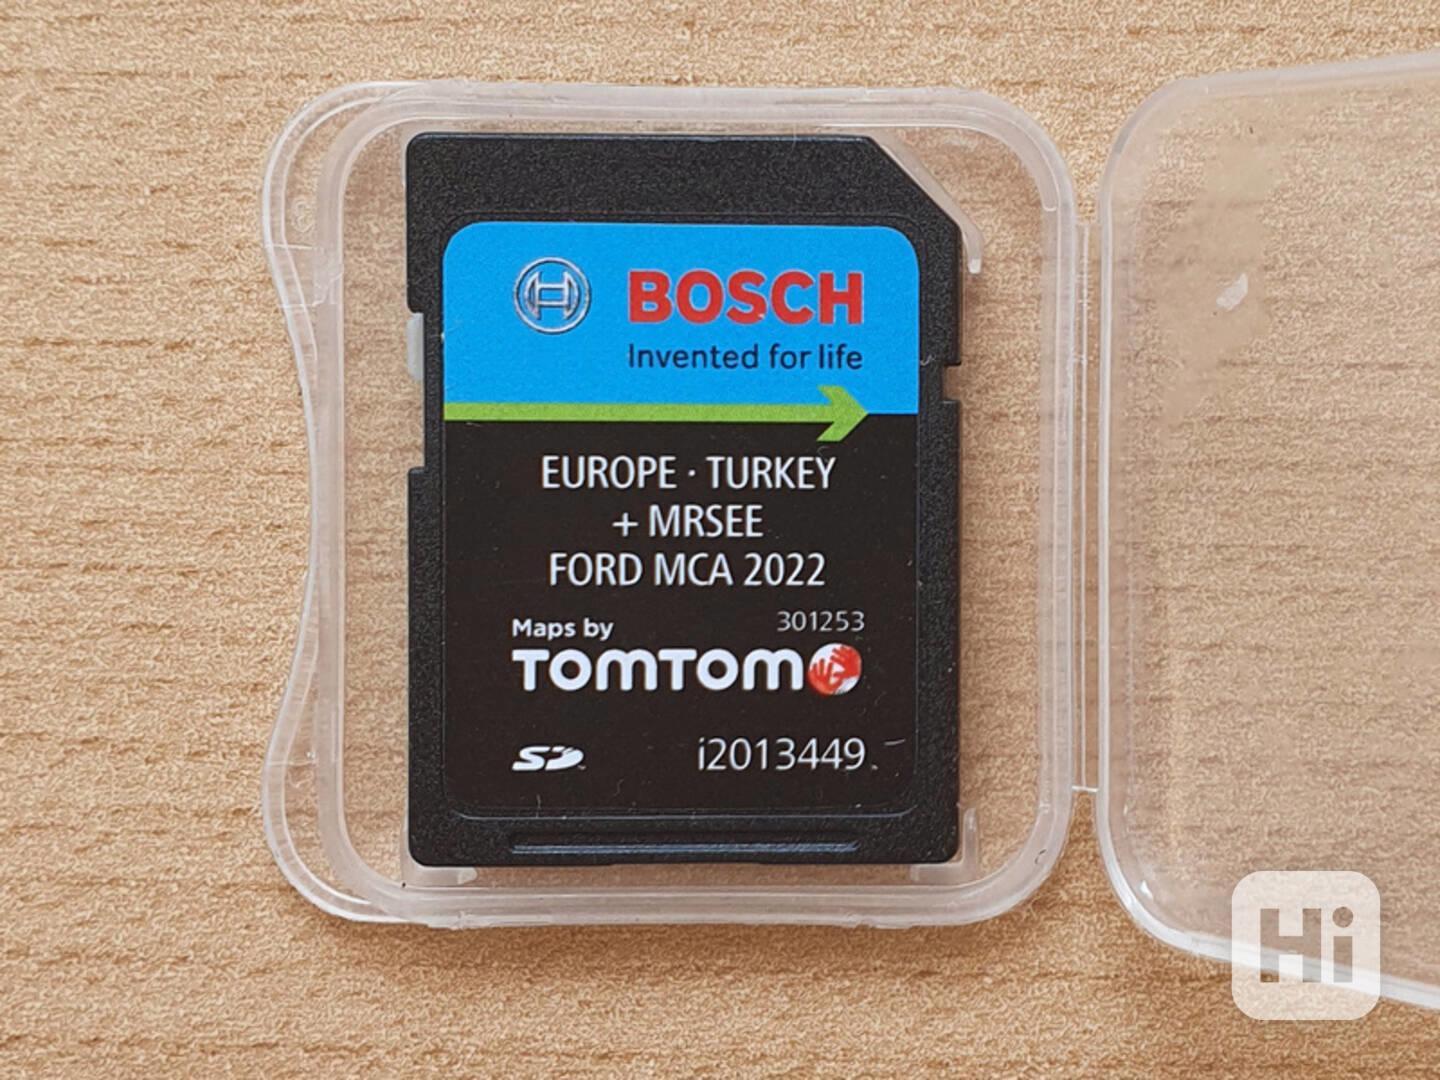 BOSCH
Invented for life
EUROPE · TURKEY
+ MRSEE
FORD MCA 2022
301253
Maps by
TOMTOM
SD
i2013449
Hi